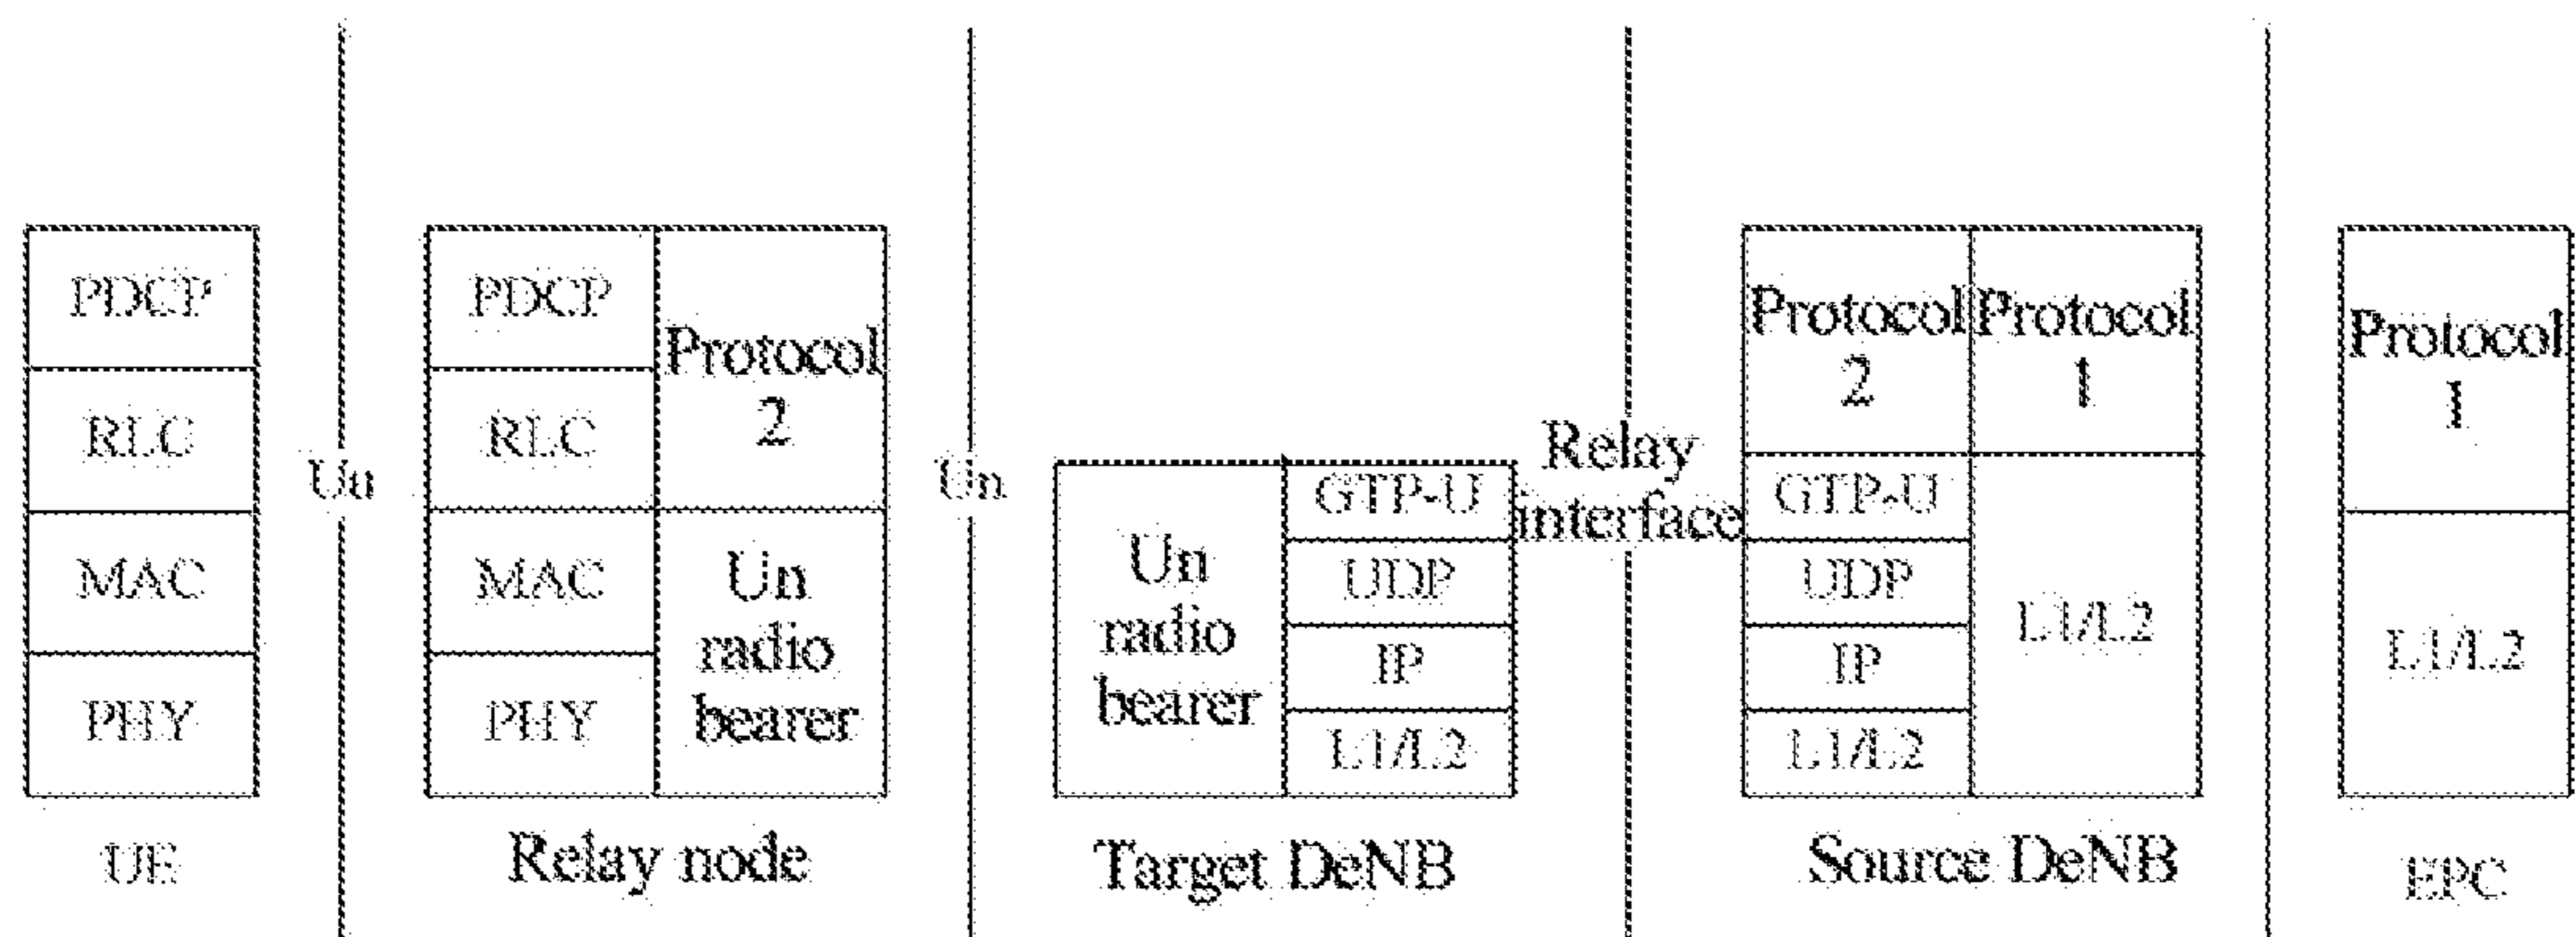 PDCP
RLC
MAC
PHY
UE
Uu
PDCP
RLC
MAC
PHY
Protocol
2
Un
radio
bearer
Relay node
Un
Un
radio
bearer
GTP-U
UDP
IP
L1/L2
Target DeNB
Relay
interface
Protocol
2
GTP-U
UDP
IP
L1/L2
Protocol
1
L1/L2
Source DeNB
Protocol
1
L1/L2
EPC